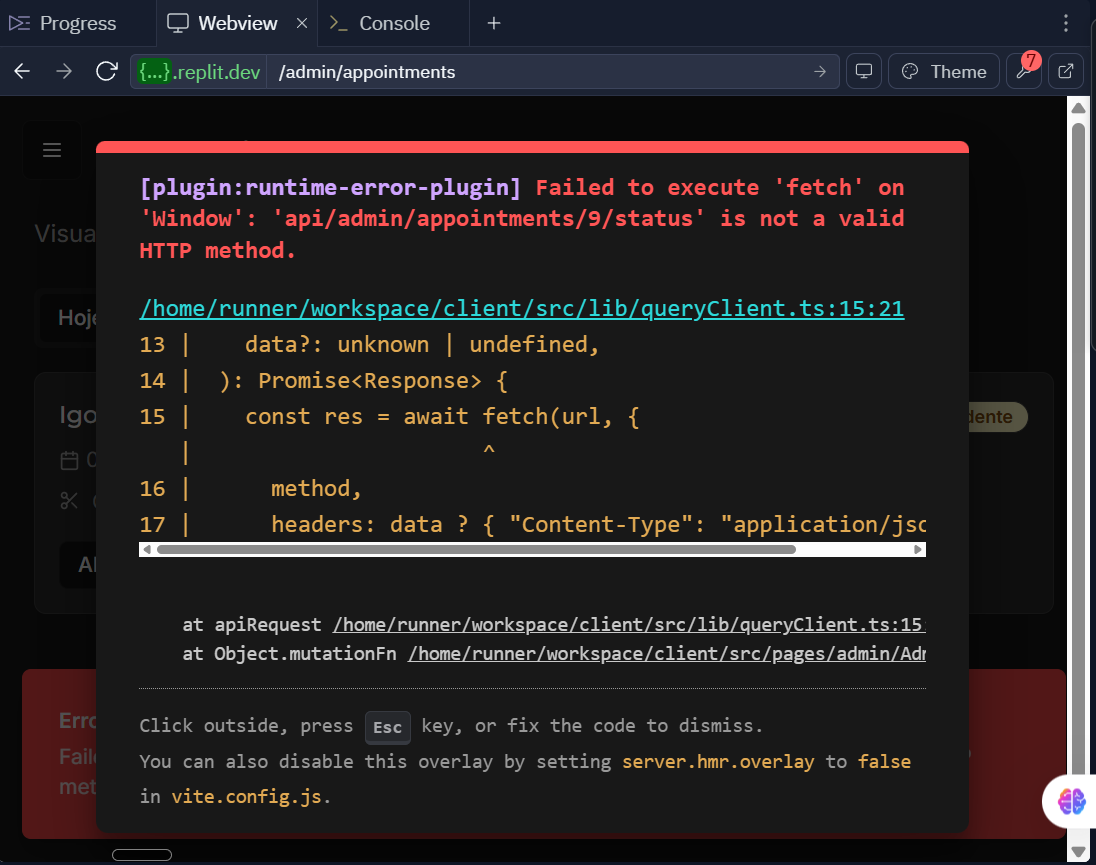 Progress
Webview
Console
{...}.replit.dev
/admin/appointments
Theme
7
[plugin:runtime-error-plugin] Failed to execute 'fetch' on
'Window': 'api/admin/appointments/9/status' is not a valid
HTTP method.
/home/runner/workspace/client/src/lib/queryClient.ts:15:21
13 | data?: unknown | undefined,
14 | ): Promise<Response> {
15 | const res = await fetch(url, {
| ^
16 | method,
17 | headers: data ? { "Content-Type": "application/jsc
at apiRequest /home/runner/workspace/client/src/lib/queryClient.ts:15:
at Object.mutationFn /home/runner/workspace/client/src/pages/admin/Adm
Click outside, press Esc key, or fix the code to dismiss.
You can also disable this overlay by setting server.hmr.overlay to false
in vite.config.js.
Visua
Hoje
Igo
dente
Erro
Faile
met